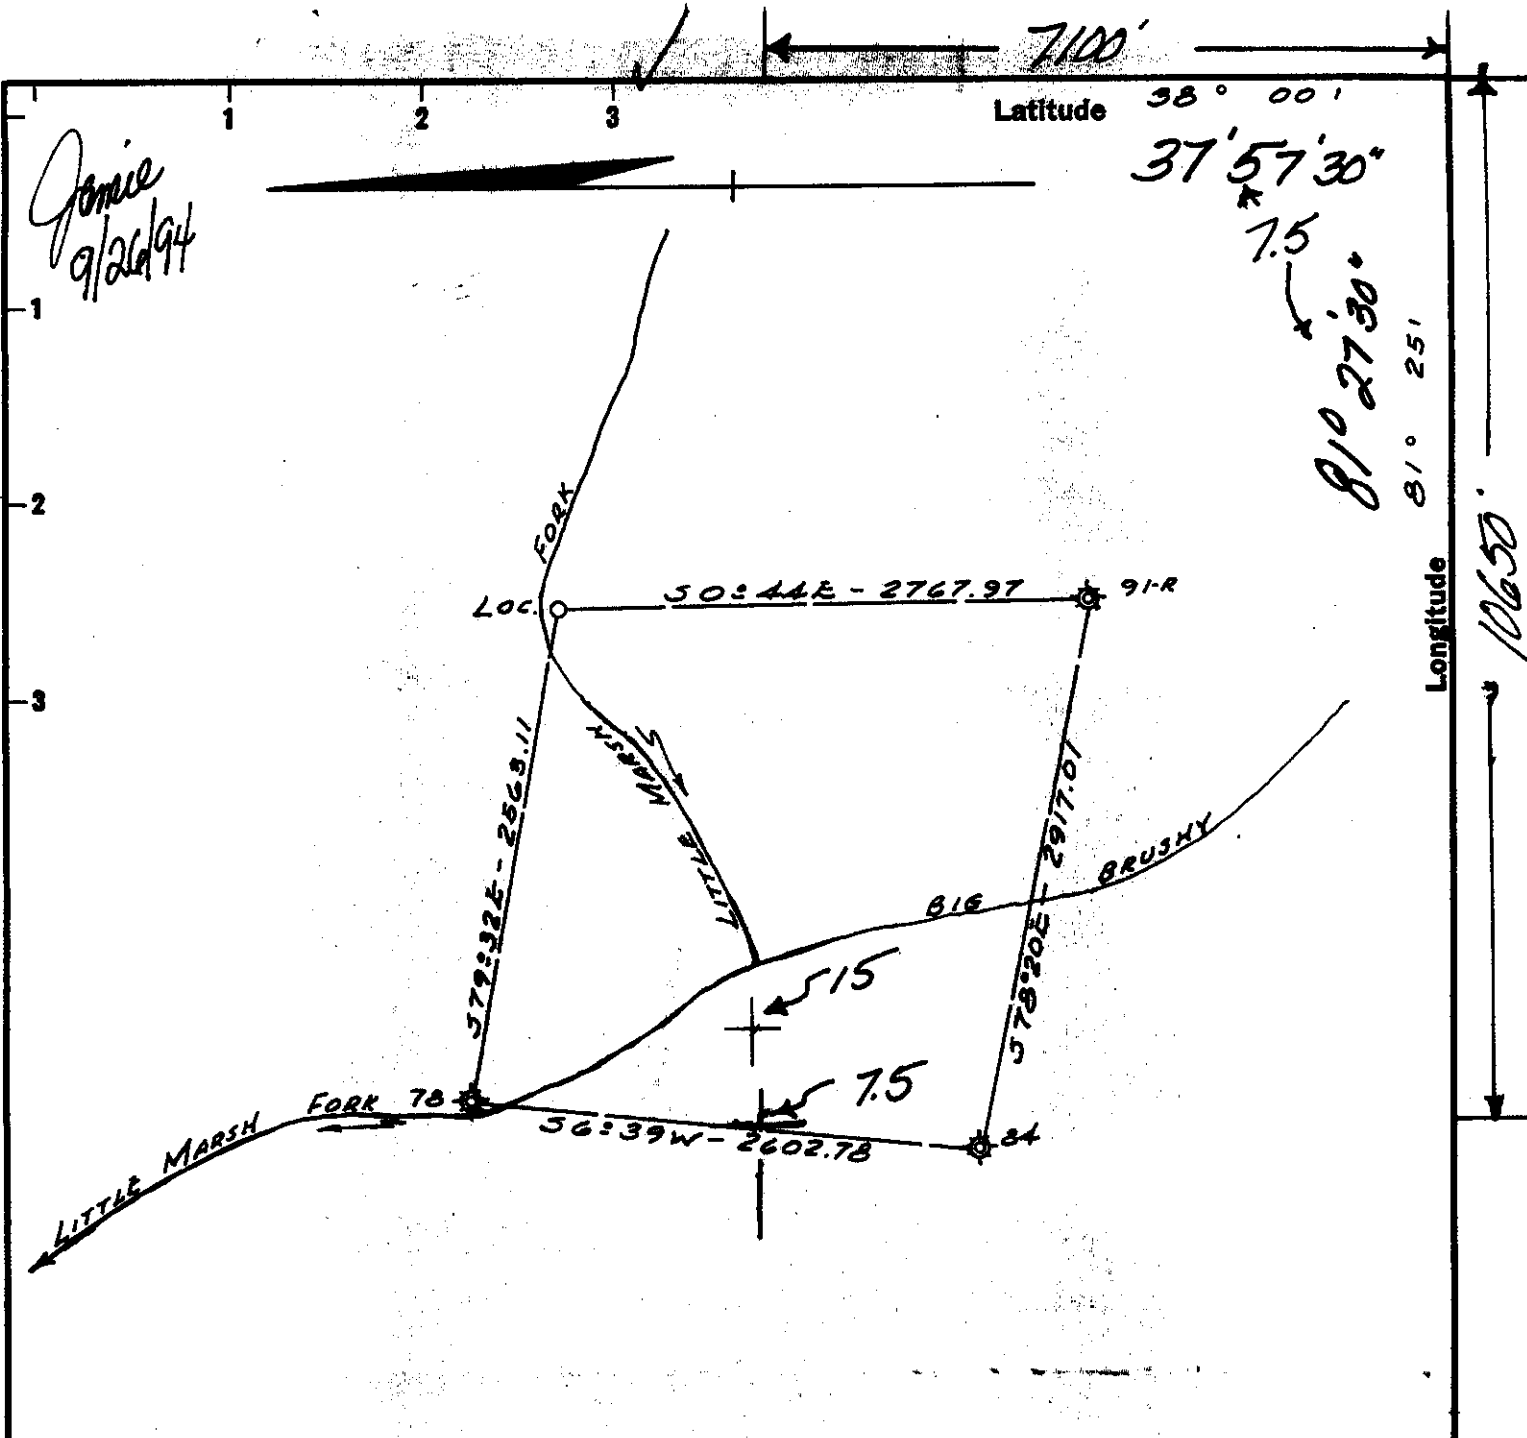 7100'
1 2 3
Latitude 38° 00'
37'57'30"
7.5
Jamie
9/26/94
81° 27'30"
81° 25'
Longitude
10650'
1
2
3
FORK
LOC.
S0°44E - 2767.97
91-R
S79°32E - 2563.11
MARSH
LITTLE
S78°20E - 2917.07
BIG BRUSHY
15
7.5
78
S6°39W - 2602.78
84
LITTLE MARSH FORK